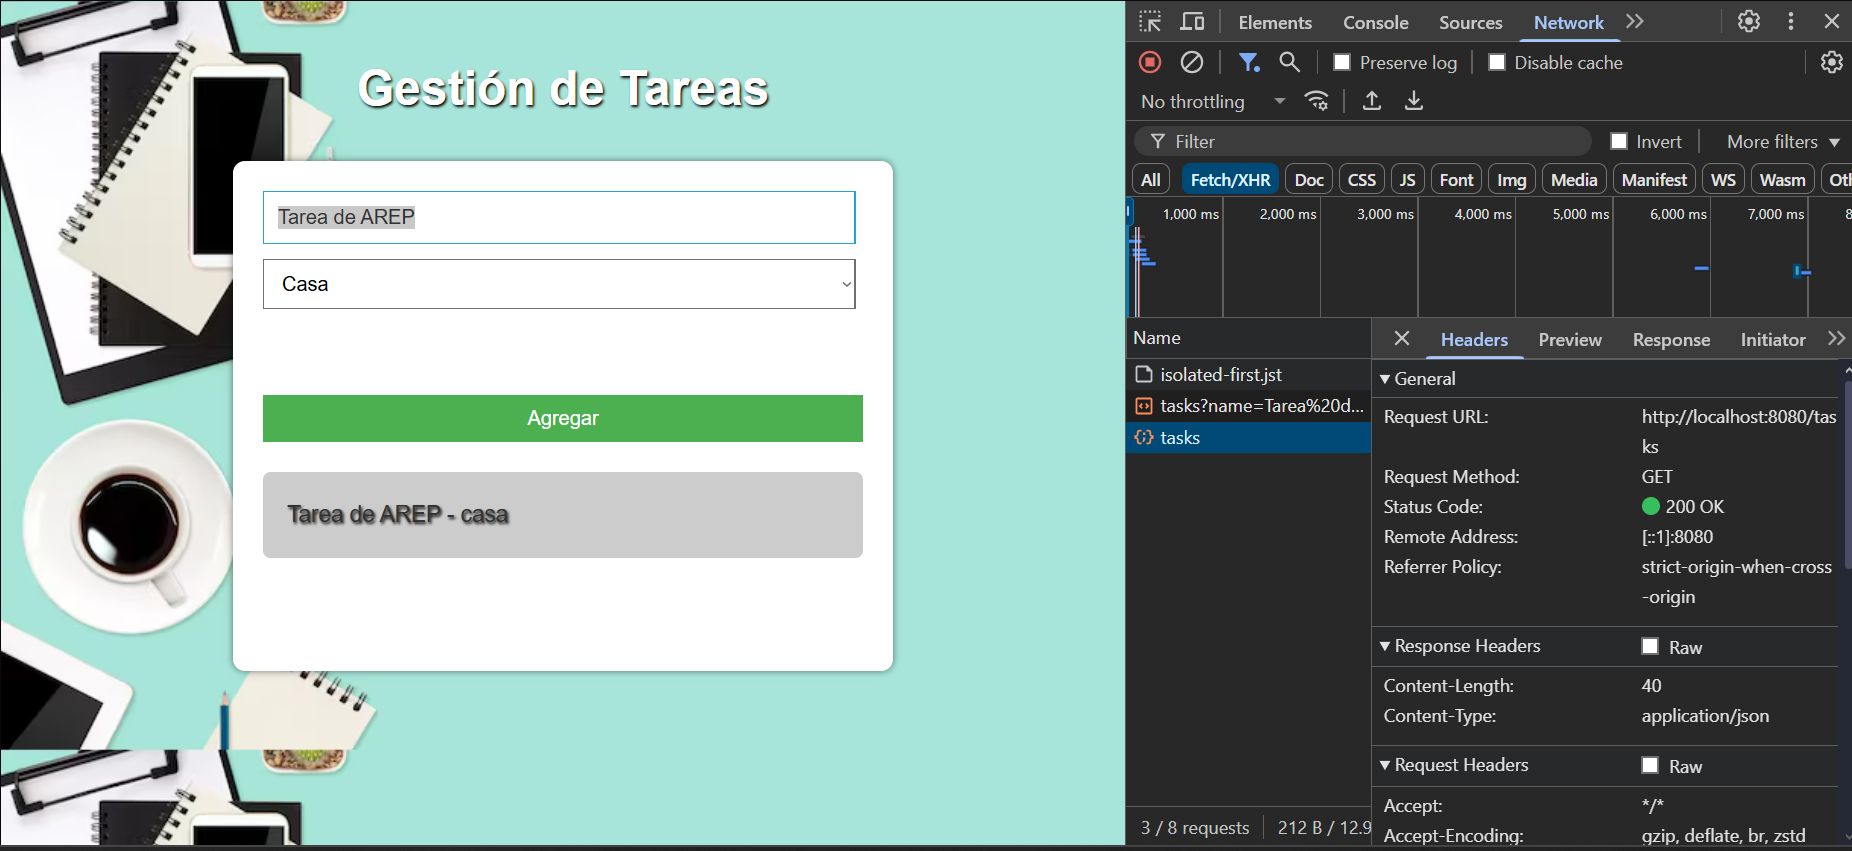 Gestión de Tareas
Tarea de AREP
Casa
Agregar
Tarea de AREP - casa
Elements Console Sources Network
Preserve log Disable cache
No throttling
Filter Invert More filters
All Fetch/XHR Doc CSS JS Font Img Media Manifest WS Wasm Oth
1,000 ms 2,000 ms 3,000 ms 4,000 ms 5,000 ms 6,000 ms 7,000 ms 8
Name
isolated-first.jst
tasks?name=Tarea%20d...
tasks
3 / 8 requests 212 B / 12.9
Headers Preview Response Initiator
General
Request URL: http://localhost:8080/tas
ks
Request Method: GET
Status Code: 200 OK
Remote Address: [::1]:8080
Referrer Policy: strict-origin-when-cross
-origin
Response Headers Raw
Content-Length: 40
Content-Type: application/json
Request Headers Raw
Accept: */*
Accept-Encoding: gzip, deflate, br, zstd